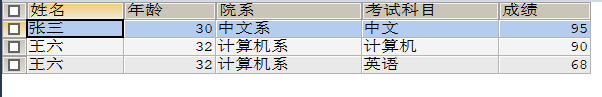 姓名 年龄 院系 考试科目 成绩
张三 30 中文系 中文 95
王六 32 计算机系 计算机 90
王六 32 计算机系 英语 68